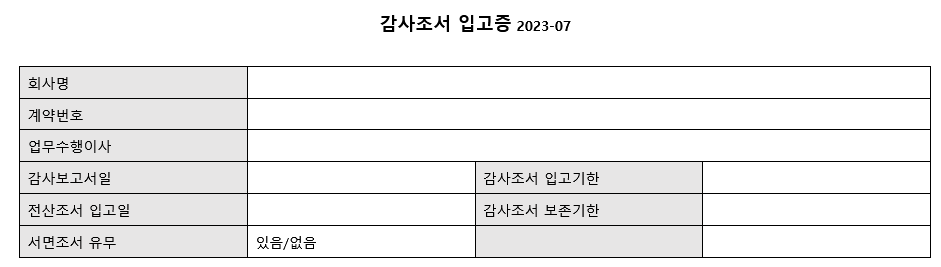 감사조서 입고증 2023-07
회사명
계약번호
업무수행이사
감사보고서일 감사조서 입고기한
전산조서 입고일 감사조서 보존기한
서면조서 유무 있음/없음